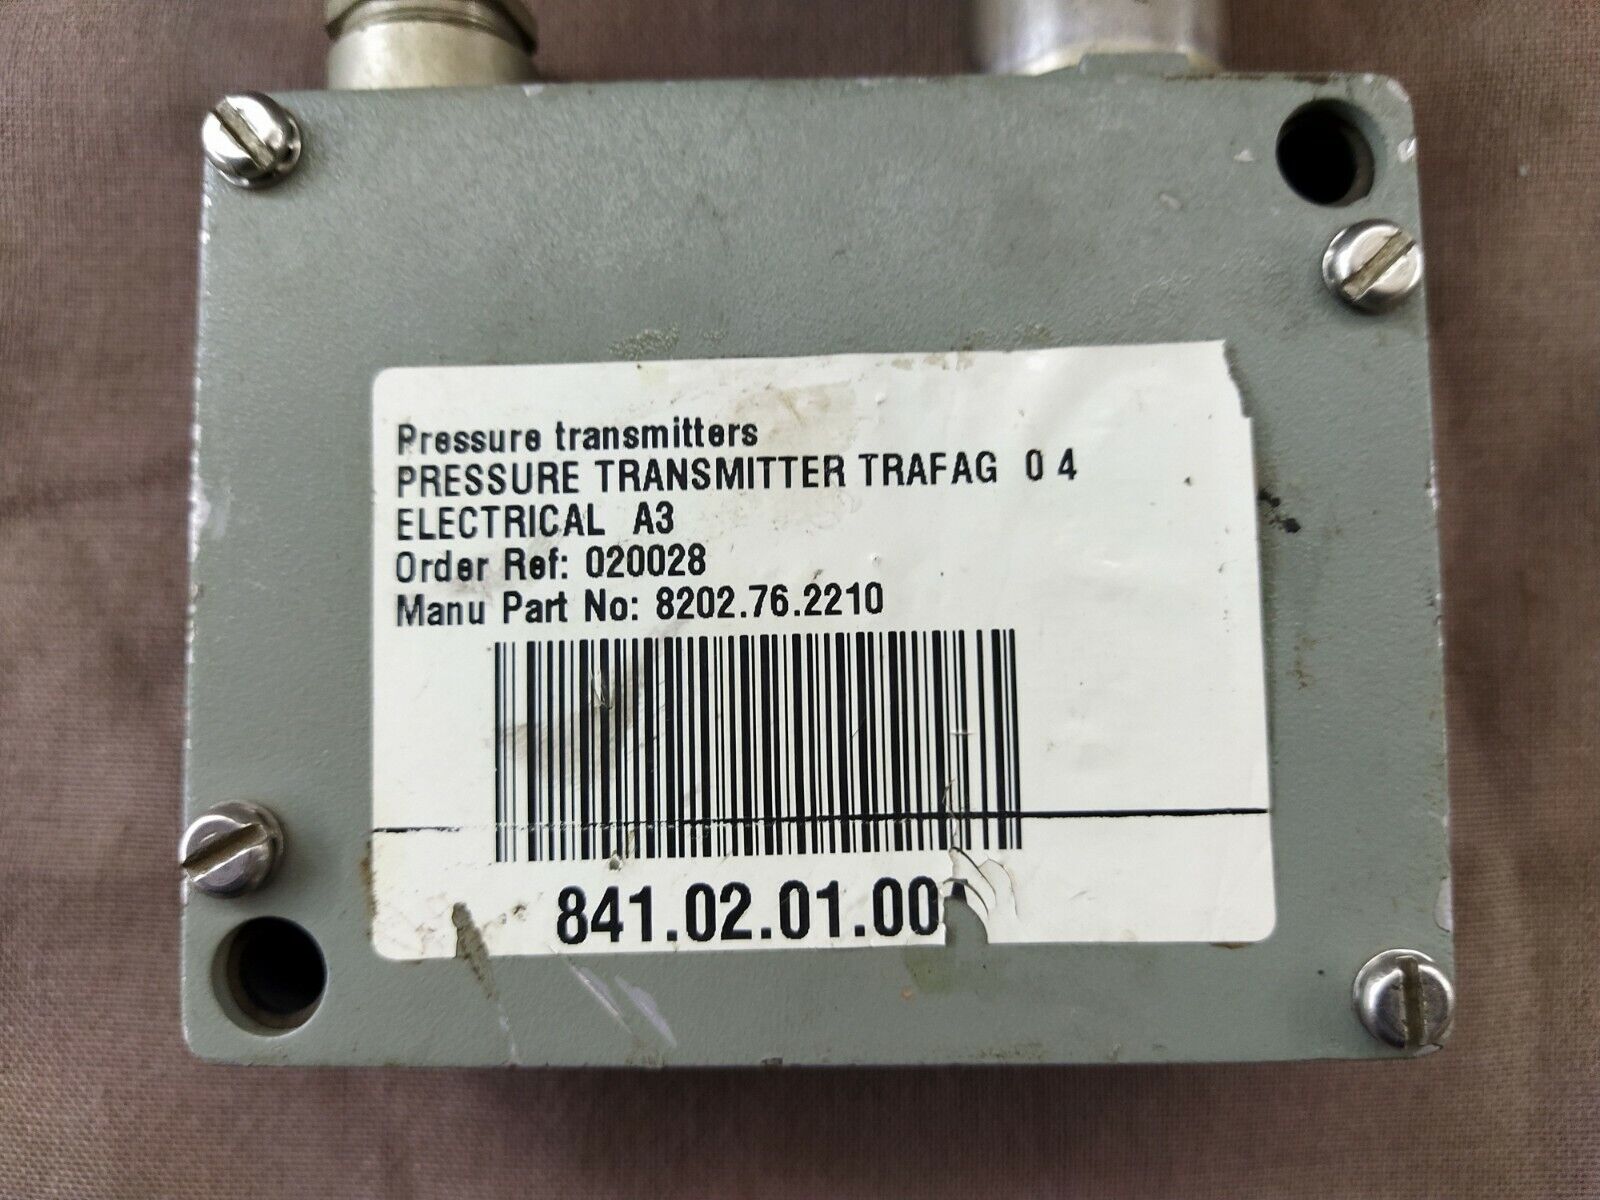 Pressure transmitters
PRESSURE TRANSMITTER TRAFAG 0 4
ELECTRICAL A3
Order Ref: 020028
Manu Part No: 8202.76.2210
841.02.01.00